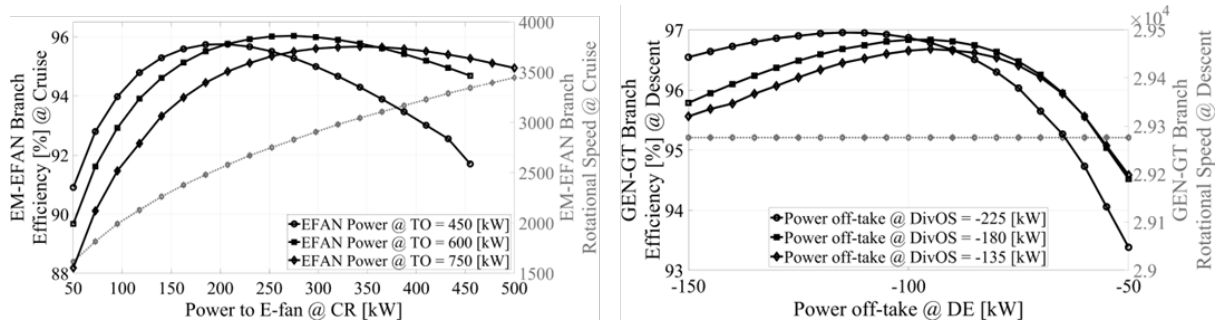 EM-EFAN Branch
Efficiency [%] @ Cruise
96
94
92
90
88
4000
3500
3000
2500
2000
1500
EM-EFAN Branch
Rotational Speed @ Cruise
EFAN Power @ TO = 450 [kW]
EFAN Power @ TO = 600 [kW]
EFAN Power @ TO = 750 [kW]
50 100 150 200 250 300 350 400 450 500
Power to E-fan @ CR [kW]
GEN-GT Branch
Efficiency [%] @ Descent
97
96
95
94
93
×10⁴
2.95
2.94
2.93
2.92
2.91
2.9
GEN-GT Branch
Rotational Speed @ Descent
Power off-take @ DivOS = -225 [kW]
Power off-take @ DivOS = -180 [kW]
Power off-take @ DivOS = -135 [kW]
-150 -100 -50
Power off-take @ DE [kW]